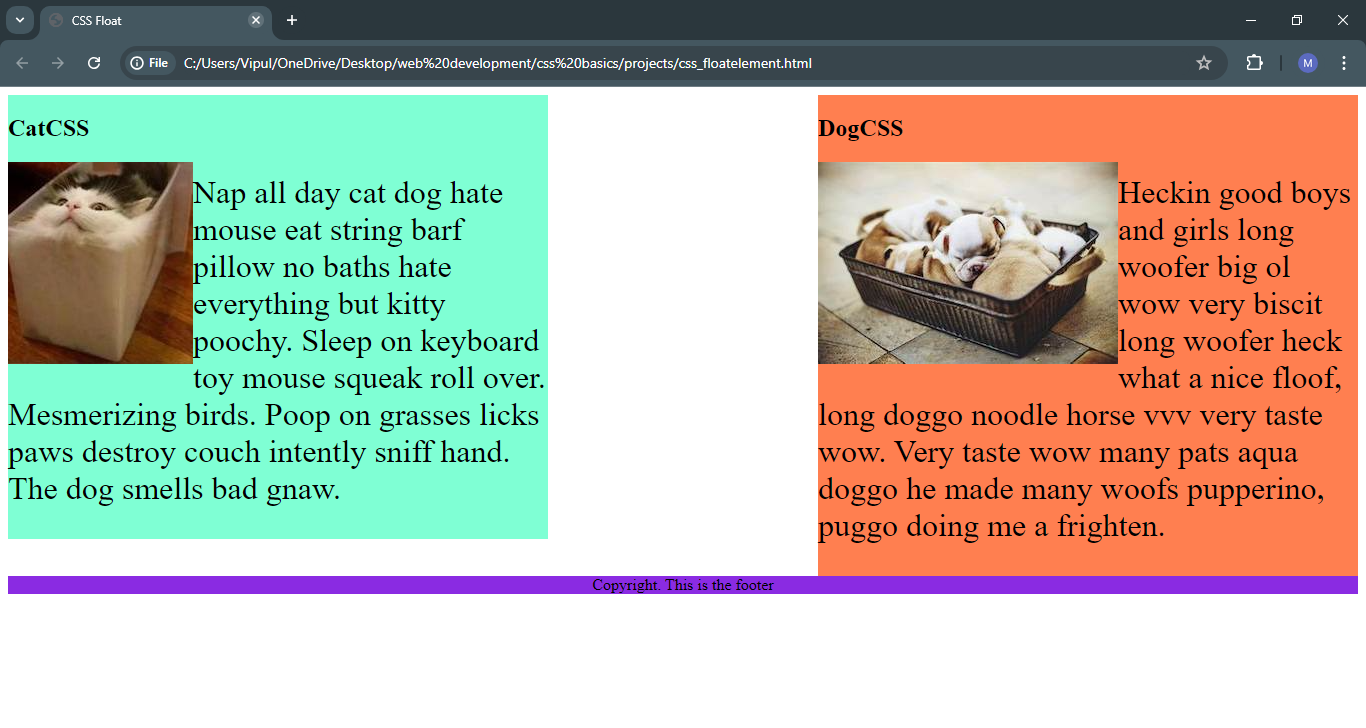 CSS Float
File
C:/Users/Vipul/OneDrive/Desktop/web%20development/css%20basics/projects/css_floatelement.html
M
CatCSS
Nap all day cat dog hate
mouse eat string barf
pillow no baths hate
everything but kitty
poochy. Sleep on keyboard
toy mouse squeak roll over.
Mesmerizing birds. Poop on grasses licks
paws destroy couch intently sniff hand.
The dog smells bad gnaw.
DogCSS
Heckin good boys
and girls long
woofer big ol
wow very biscit
long woofer heck
what a nice floof,
long doggo noodle horse vvv very taste
wow. Very taste wow many pats aqua
doggo he made many woofs pupperino,
puggo doing me a frighten.
Copyright. This is the footer